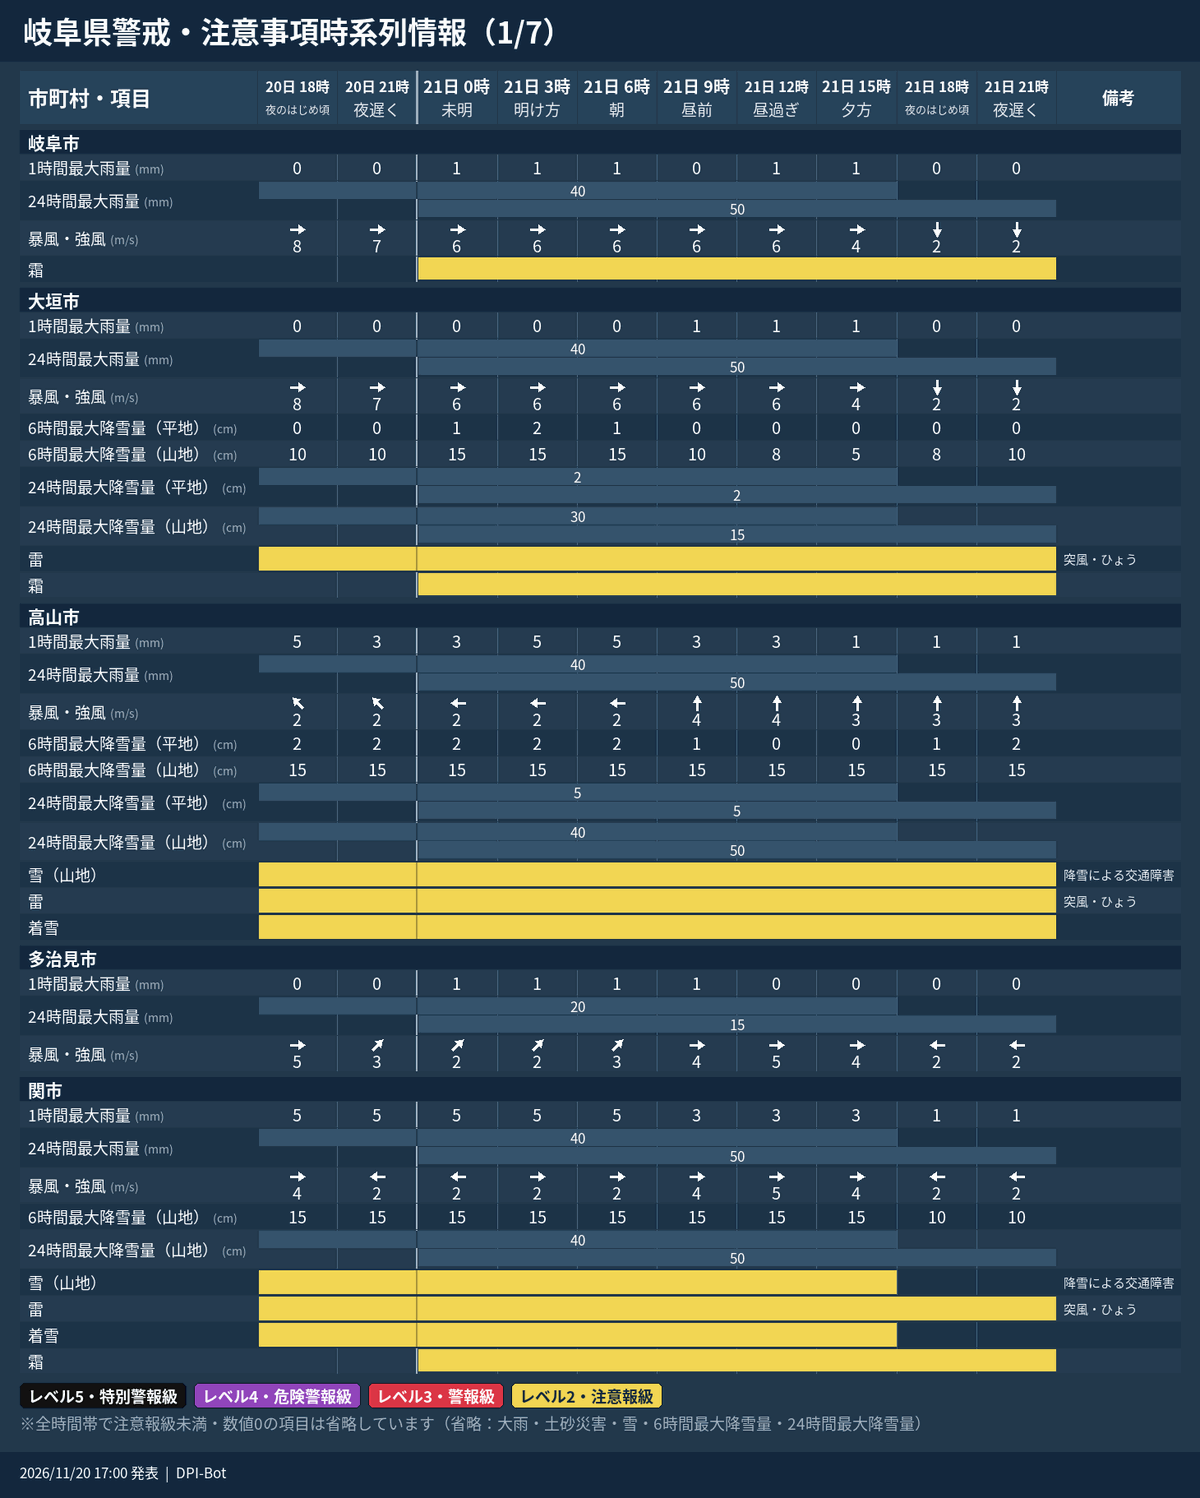 岐阜県警戒・注意事項時系列情報（1/7）
市町村・項目 20日 18時 20日 21時 21日 0時 21日 3時 21日 6時 21日 9時 21日 12時 21日 15時 21日 18時 21日 21時 備考
夜のはじめ頃 夜遅く 未明 明け方 朝 昼前 昼過ぎ 夕方 夜のはじめ頃 夜遅く
岐阜市
1時間最大雨量 (mm) 0 0 1 1 1 0 1 1 0 0
24時間最大雨量 (mm) 40
50
暴風・強風 (m/s) → → → → → → → → ↓ ↓
8 7 6 6 6 6 6 4 2 2
霜
大垣市
1時間最大雨量 (mm) 0 0 0 0 0 1 1 1 0 0
24時間最大雨量 (mm) 40
50
暴風・強風 (m/s) → → → → → → → → ↓ ↓
8 7 6 6 6 6 6 4 2 2
6時間最大降雪量（平地） (cm) 0 0 1 2 1 0 0 0 0 0
6時間最大降雪量（山地） (cm) 10 10 15 15 15 10 8 5 8 10
24時間最大降雪量（平地） (cm) 2
2
24時間最大降雪量（山地） (cm) 30
15
雷 突風・ひょう
霜
高山市
1時間最大雨量 (mm) 5 3 3 5 5 3 3 1 1 1
24時間最大雨量 (mm) 40
50
暴風・強風 (m/s) ↖ ↖ ← ← ← ↑ ↑ ↑ ↑ ↑
2 2 2 2 2 4 4 3 3 3
6時間最大降雪量（平地） (cm) 2 2 2 2 2 1 0 0 1 2
6時間最大降雪量（山地） (cm) 15 15 15 15 15 15 15 15 15 15
24時間最大降雪量（平地） (cm) 5
5
24時間最大降雪量（山地） (cm) 40
50
雪（山地） 降雪による交通障害
雷 突風・ひょう
着雪
多治見市
1時間最大雨量 (mm) 0 0 1 1 1 1 0 0 0 0
24時間最大雨量 (mm) 20
15
暴風・強風 (m/s) → ↗ ↗ ↗ ↗ → → → ← ←
5 3 2 2 3 4 5 4 2 2
関市
1時間最大雨量 (mm) 5 5 5 5 5 3 3 3 1 1
24時間最大雨量 (mm) 40
50
暴風・強風 (m/s) → ← ← → → → → → ← ←
4 2 2 2 2 4 5 4 2 2
6時間最大降雪量（山地） (cm) 15 15 15 15 15 15 15 15 10 10
24時間最大降雪量（山地） (cm) 40
50
雪（山地） 降雪による交通障害
雷 突風・ひょう
着雪
霜
レベル5・特別警報級 レベル4・危険警報級 レベル3・警報級 レベル2・注意報級
※全時間帯で注意報級未満・数値0の項目は省略しています（省略：大雨・土砂災害・雪・6時間最大降雪量・24時間最大降雪量）
2026/11/20 17:00 発表｜DPI-Bot